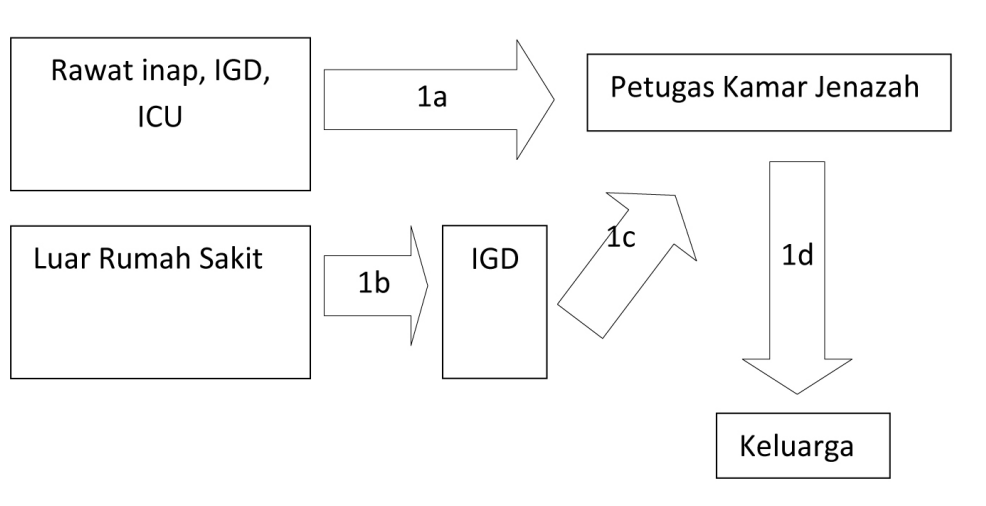 Rawat inap, IGD,
ICU
1a
Petugas Kamar Jenazah
Luar Rumah Sakit
1b
IGD
1c
1d
Keluarga